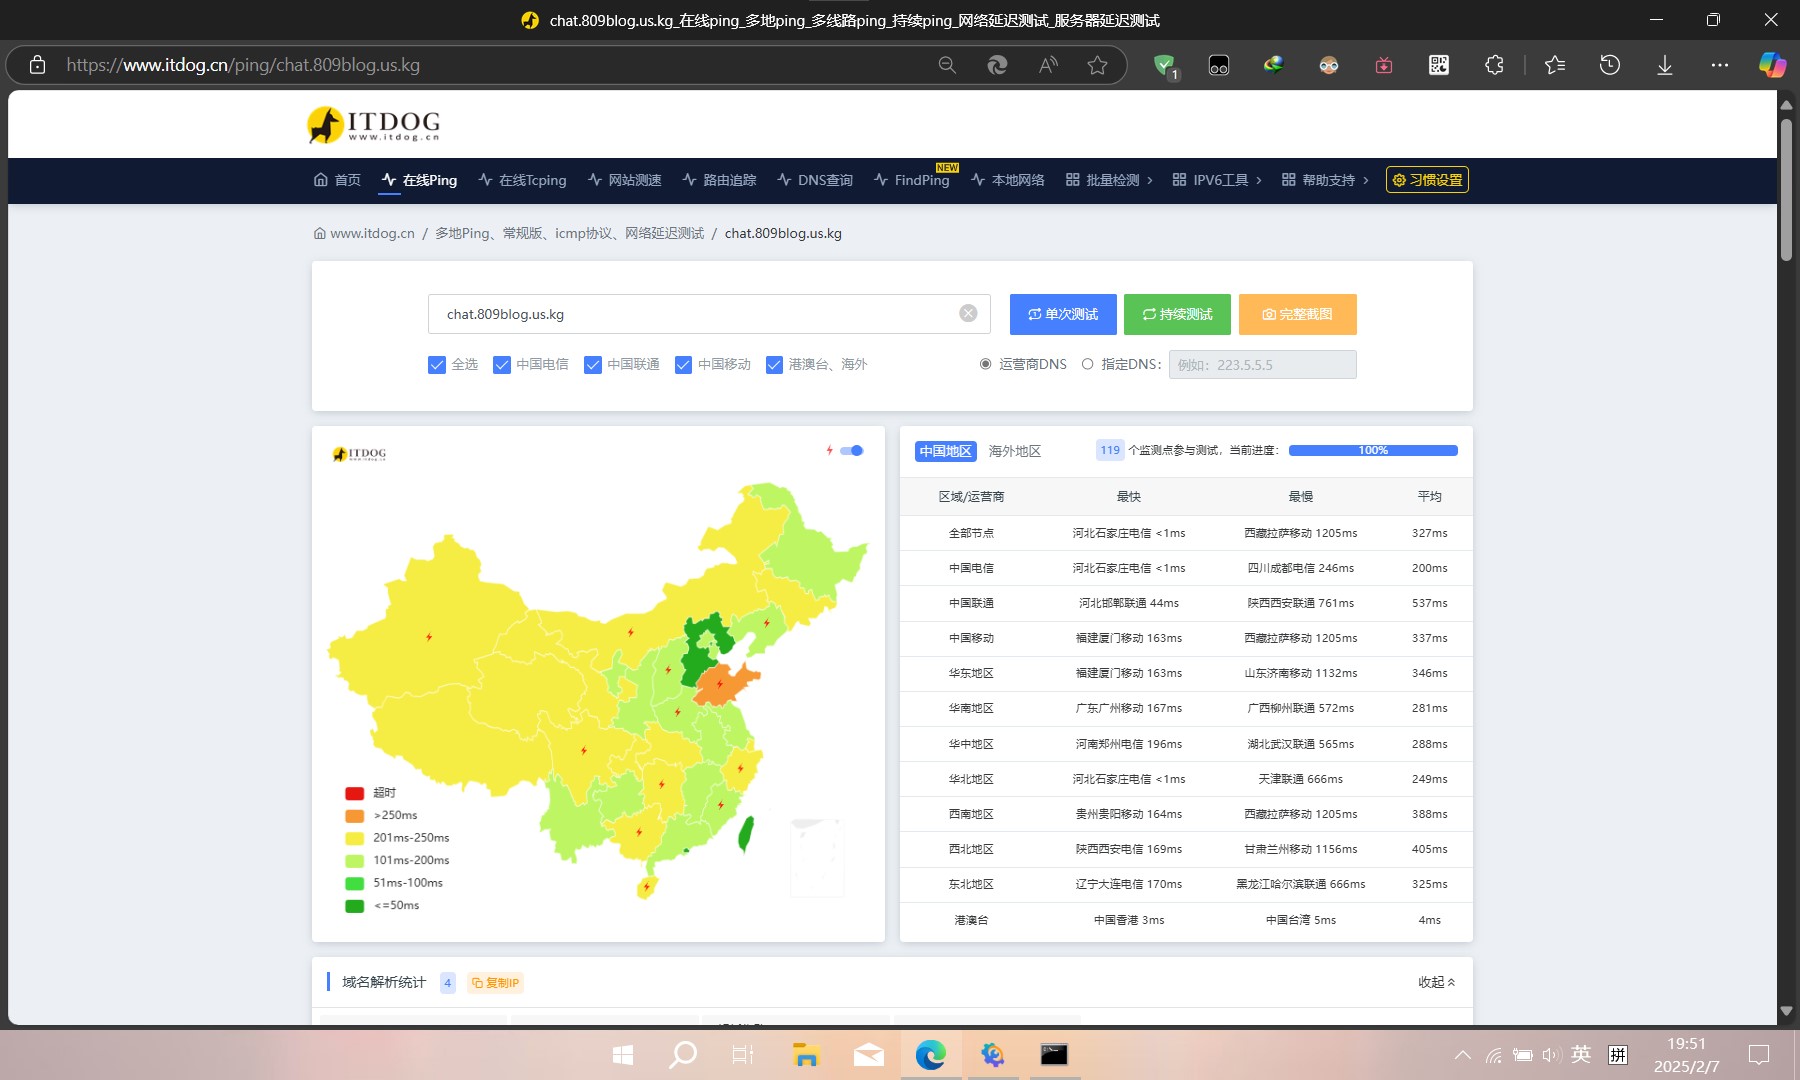 chat.809blog.us.kg_在线ping_多地ping_多线路ping_持续ping_网络延迟测试_服务器延迟测试
https://www.itdog.cn/ping/chat.809blog.us.kg
1
ITDOG
www.itdog.cn
首页 在线Ping 在线Tcping 网站测速 路由追踪 DNS查询 FindPing NEW 本地网络 批量检测 IPV6工具 帮助支持 习惯设置
www.itdog.cn / 多地Ping、常规版、icmp协议、网络延迟测试 / chat.809blog.us.kg
chat.809blog.us.kg 单次测试 持续测试 完整截图
全选 中国电信 中国联通 中国移动 港澳台、海外 运营商DNS 指定DNS: 例如：223.5.5.5
ITDOG
超时
>250ms
201ms-250ms
101ms-200ms
51ms-100ms
<=50ms
中国地区 海外地区 119 个监测点参与测试，当前进度： 100%
区域/运营商 最快 最慢 平均
全部节点 河北石家庄电信 <1ms 西藏拉萨移动 1205ms 327ms
中国电信 河北石家庄电信 <1ms 四川成都电信 246ms 200ms
中国联通 河北邯郸联通 44ms 陕西西安联通 761ms 537ms
中国移动 福建厦门移动 163ms 西藏拉萨移动 1205ms 337ms
华东地区 福建厦门移动 163ms 山东济南移动 1132ms 346ms
华南地区 广东广州移动 167ms 广西柳州联通 572ms 281ms
华中地区 河南郑州电信 196ms 湖北武汉联通 565ms 288ms
华北地区 河北石家庄电信 <1ms 天津联通 666ms 249ms
西南地区 贵州贵阳移动 164ms 西藏拉萨移动 1205ms 388ms
西北地区 陕西西安电信 169ms 甘肃兰州移动 1156ms 405ms
东北地区 辽宁大连电信 170ms 黑龙江哈尔滨联通 666ms 325ms
港澳台 中国香港 3ms 中国台湾 5ms 4ms
域名解析统计 4 复制IP 收起
英 拼
19:51
2025/2/7